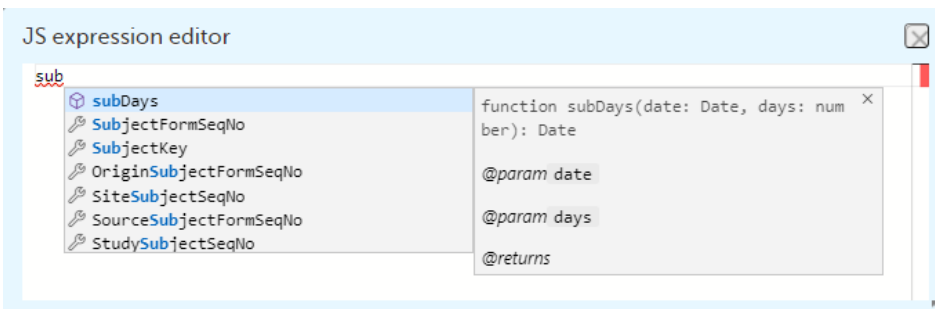 JS expression editor
sub
subDays
SubjectFormSeqNo
SubjectKey
OriginSubjectFormSeqNo
SiteSubjectSeqNo
SourceSubjectFormSeqNo
StudySubjectSeqNo
function subDays(date: Date, days: num
ber): Date
@param date
@param days
@returns